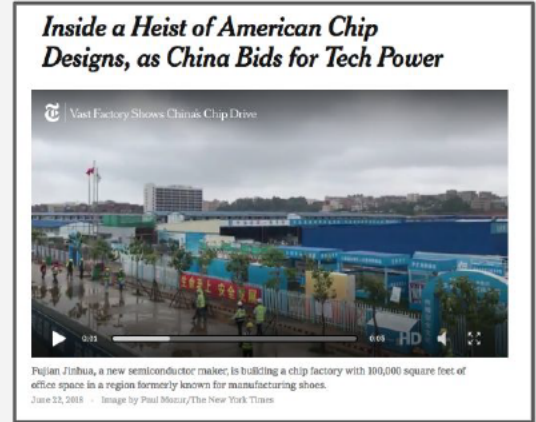 Inside a Heist of American Chip
Designs, as China Bids for Tech Power
Vast Factory Shows China's Chip Drive
0:01
0:05
HD
Fujian Jinhua, a new semiconductor maker, is building a chip factory with 100,000 square feet of
office space in a region formerly known for manufacturing shoes.
June 22, 2018 · Image by Paul Mozur/The New York Times